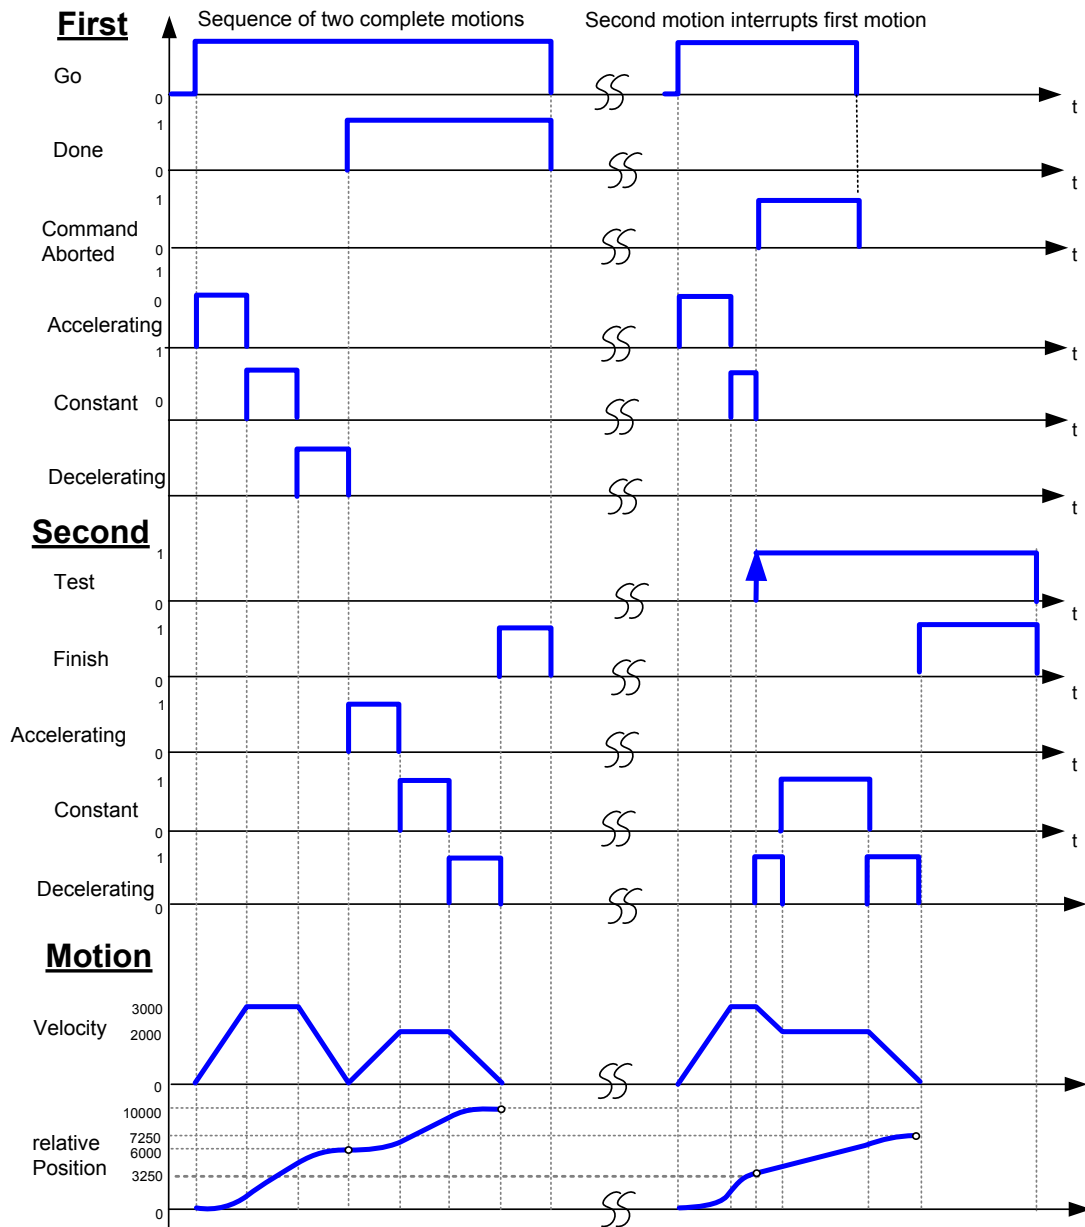 First
Sequence of two complete motions
Second motion interrupts first motion
Go
0
t
1
Done
0
t
1
Command
Aborted
0
t
1
0
Accelerating
1
t
Constant
0
t
Decelerating
t
Second
1
Test
0
t
1
Finish
0
t
1
Accelerating
0
t
1
Constant
0
t
1
Decelerating
0
Motion
3000
Velocity
2000
0
10000
7250
relative
Position
6000
3250
0